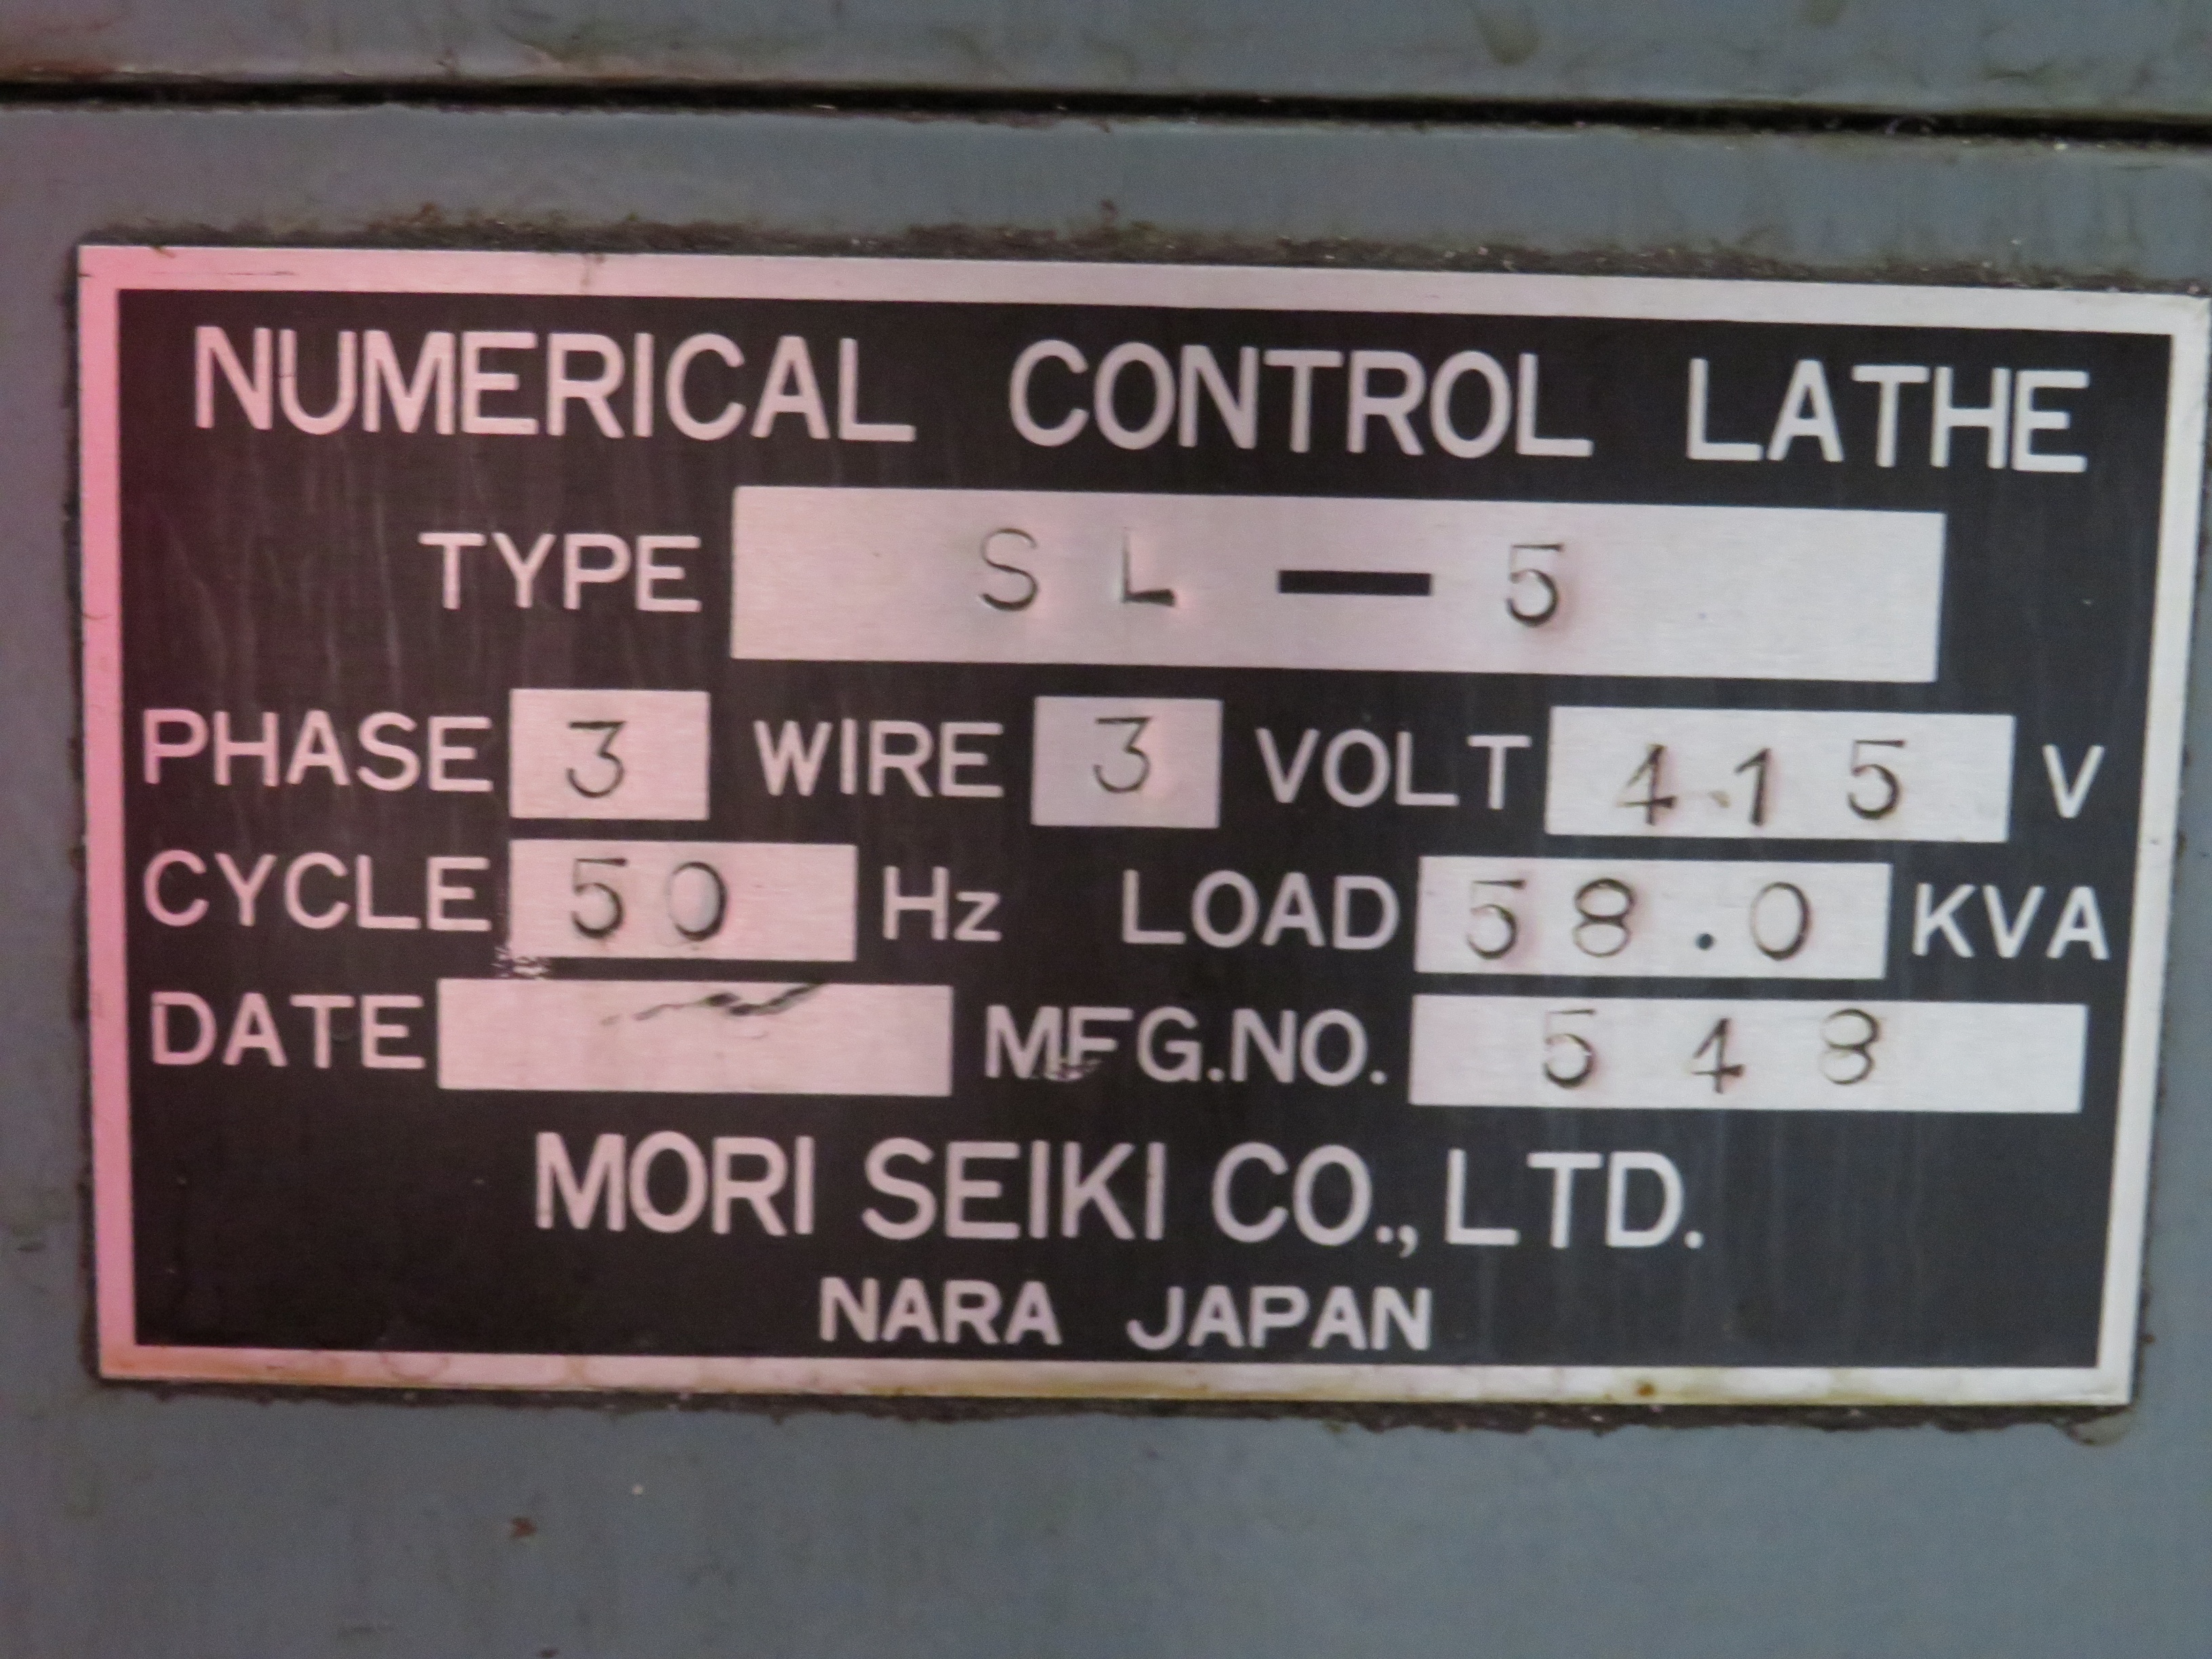 NUMERICAL CONTROL LATHE
TYPE SL-5
PHASE 3 WIRE 3 VOLT 415 V
CYCLE 50 Hz LOAD 58.0 KVA
DATE MFG.NO. 548
MORI SEIKI CO., LTD.
NARA JAPAN